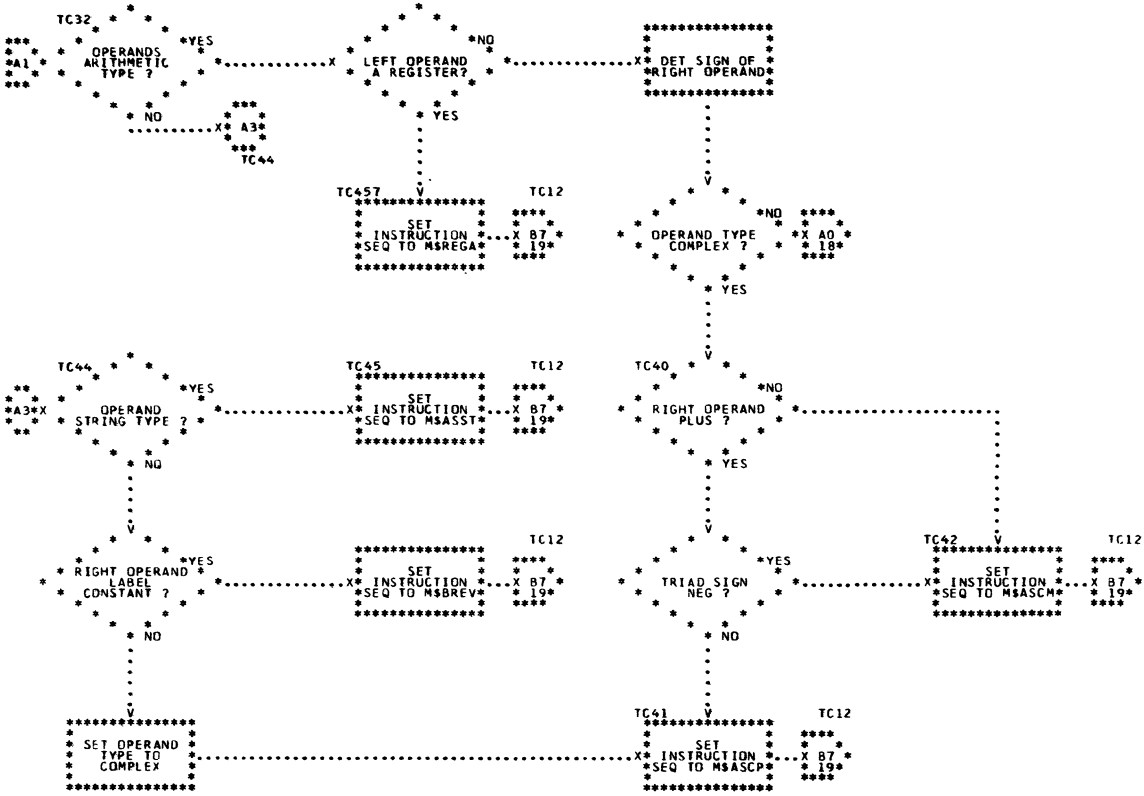 TC32
A1
OPERANDS
ARITHMETIC
TYPE ?
YES
NO
A3
TC44
LEFT OPERAND
A REGISTER?
NO
YES
DET SIGN OF
RIGHT OPERAND
TC457
SET
INSTRUCTION
SEQ TO M$REGA
TC12
B7
19
OPERAND TYPE
COMPLEX ?
NO
A0
18
YES
TC44
A3
OPERAND
STRING TYPE ?
YES
NO
TC45
SET
INSTRUCTION
SEQ TO M$ASST
TC12
B7
19
TC40
RIGHT OPERAND
PLUS ?
NO
YES
RIGHT OPERAND
LABEL
CONSTANT ?
YES
NO
SET
INSTRUCTION
SEQ TO M$BREV
TC12
B7
19
TRIAD SIGN
NEG ?
YES
NO
TC42
SET
INSTRUCTION
SEQ TO M$ASCM
TC12
B7
19
SET OPERAND
TYPE TO
COMPLEX
TC41
SET
INSTRUCTION
SEQ TO M$ASCP
TC12
B7
19